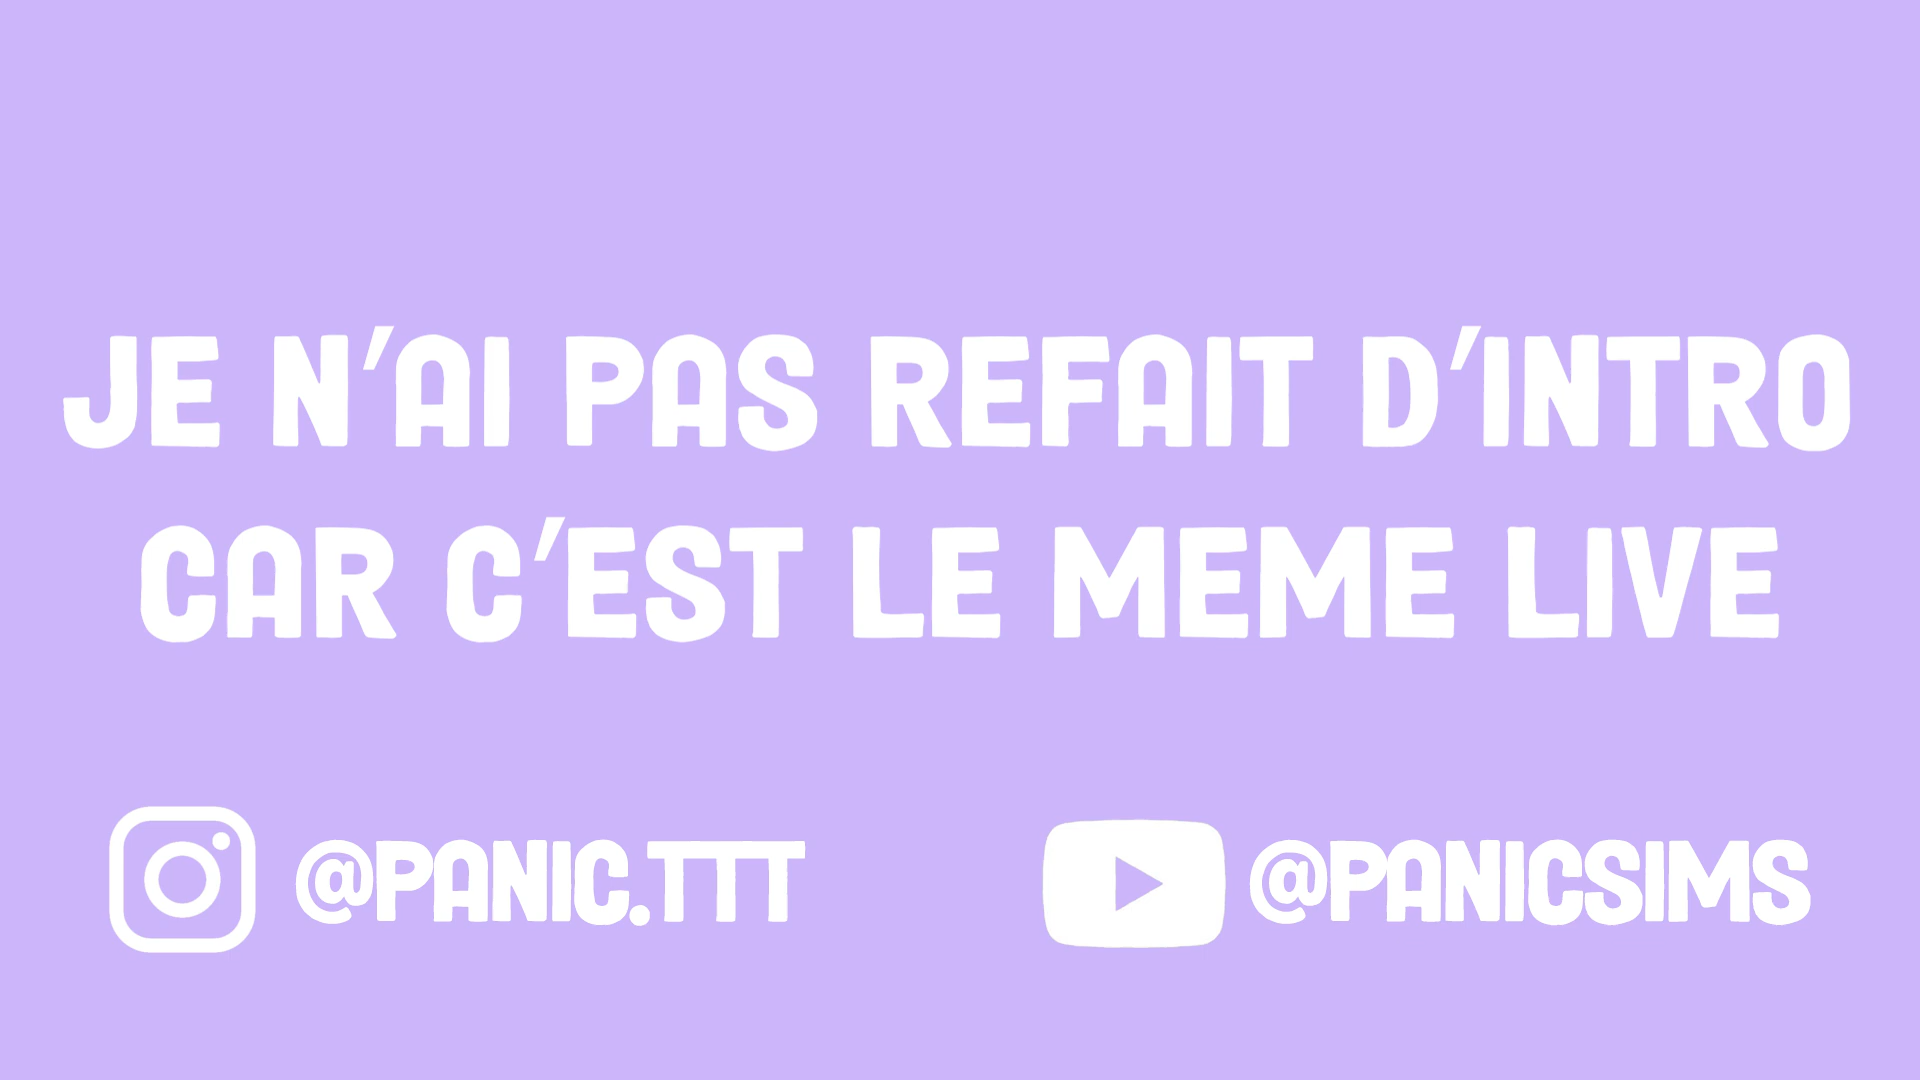 JE N'AI PAS REFAIT D'INTRO
CAR C'EST LE MEME LIVE
@PANIC.TTT
@PANICSIMS